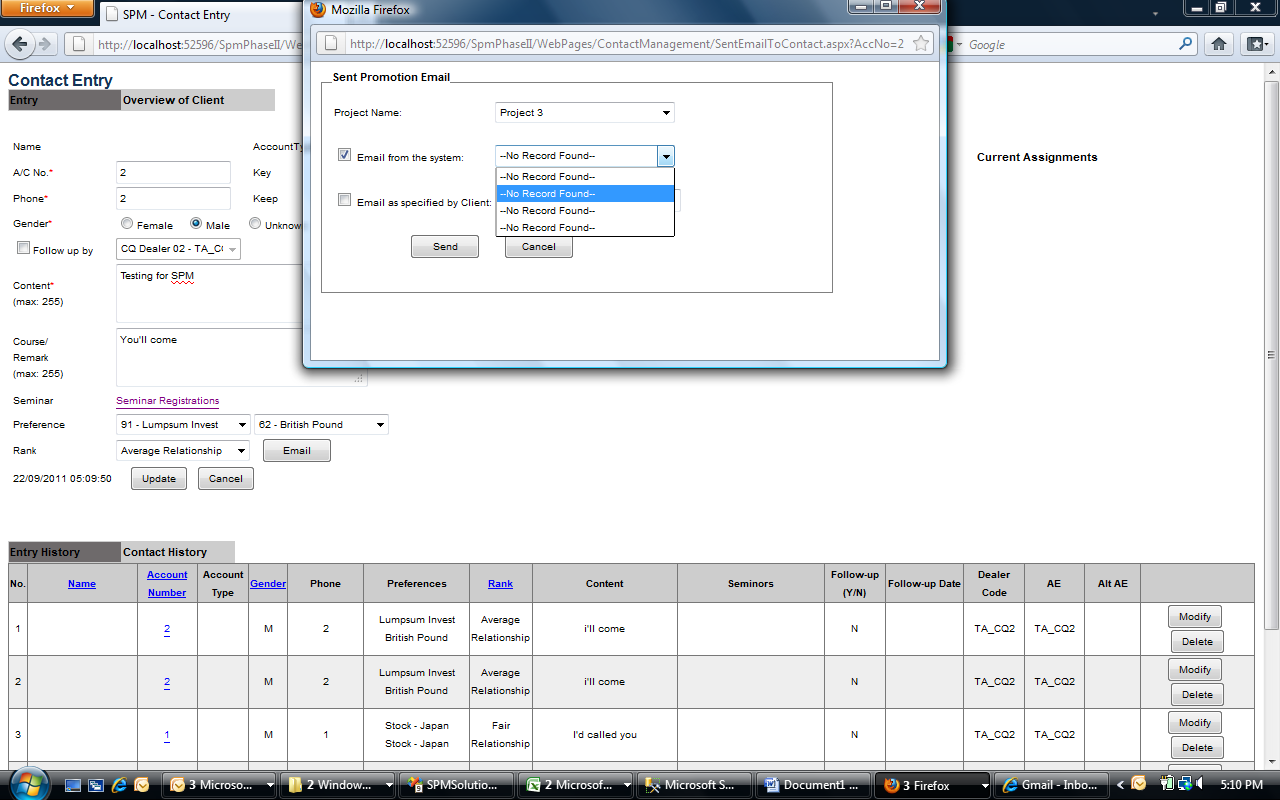 Firefox
SPM - Contact Entry
http://localhost:52596/SpmPhaseII/We
Google
Mozilla Firefox
http://localhost:52596/SpmPhaseII/WebPages/ContactManagement/SentEmailToContact.aspx?AccNo=2
Sent Promotion Email
Project Name:
Project 3
Email from the system:
--No Record Found--
--No Record Found--
--No Record Found--
--No Record Found--
--No Record Found--
Email as specified by Client:
Send
Cancel
Contact Entry
Entry
Overview of Client
Name
AccountTy
Current Assignments
A/C No.*
2
Key
Phone*
2
Keep
Gender*
Female
Male
Unknow
Follow up by
CQ Dealer 02 - TA_C
Content*
(max: 255)
Testing for SPM
Course/
Remark
(max: 255)
You'll come
Seminar
Seminar Registrations
Preference
91 - Lumpsum Invest
62 - British Pound
Rank
Average Relationship
Email
22/09/2011 05:09:50
Update
Cancel
Entry History
Contact History
No.
Name
Account Number
Account Type
Gender
Phone
Preferences
Rank
Content
Seminors
Follow-up (Y/N)
Follow-up Date
Dealer Code
AE
Alt AE
1
2
M
2
Lumpsum Invest
British Pound
Average Relationship
i'll come
N
TA_CQ2
TA_CQ2
Modify
Delete
2
2
M
2
Lumpsum Invest
British Pound
Average Relationship
i'll come
N
TA_CQ2
TA_CQ2
Modify
Delete
3
1
M
1
Stock - Japan
Stock - Japan
Fair Relationship
I'd called you
N
TA_CQ2
TA_CQ2
Modify
Delete
3 Microso...
2 Window...
SPMSolutio...
2 Microsof...
Microsoft S...
Document1 ...
3 Firefox
Gmail - Inbo...
5:10 PM